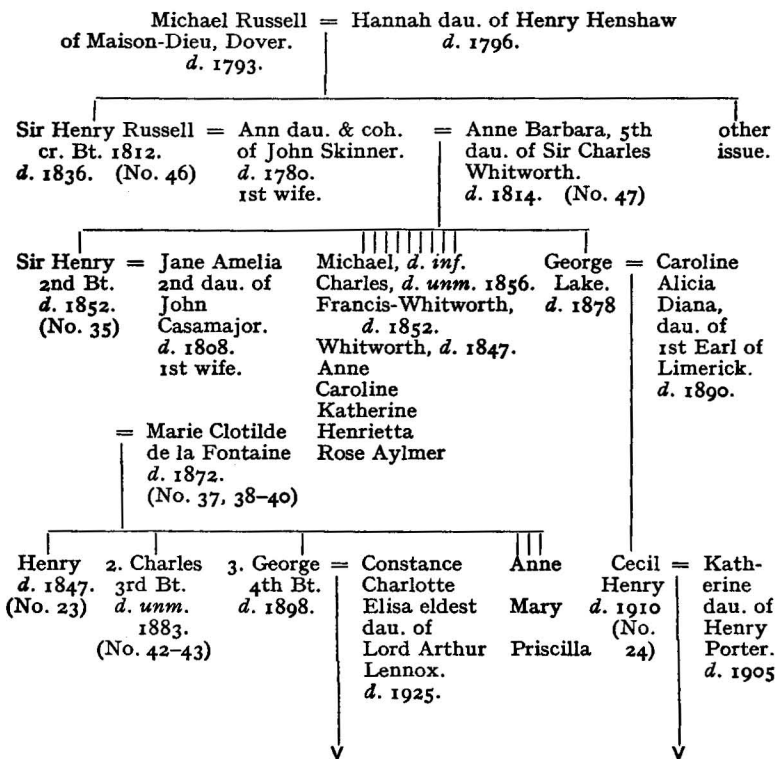 Michael Russell = Hannah dau. of Henry Henshaw
of Maison-Dieu, Dover. d. 1796.
d. 1793.
Sir Henry Russell = Ann dau. & coh. = Anne Barbara, 5th other
cr. Bt. 1812. of John Skinner. dau. of Sir Charles issue.
d. 1836. (No. 46) d. 1780. Whitworth.
1st wife. d. 1814. (No. 47)
Sir Henry = Jane Amelia Michael, d. inf. George = Caroline
2nd Bt. 2nd dau. of Charles, d. unm. 1856. Lake. Alicia
d. 1852. John Francis-Whitworth, d. 1878 Diana,
(No. 35) Casamajor. d. 1852. dau. of
d. 1808. Whitworth, d. 1847. 1st Earl of
1st wife. Anne Limerick.
Caroline d. 1890.
Katherine
= Marie Clotilde Henrietta
de la Fontaine Rose Aylmer
d. 1872.
(No. 37, 38–40)
Henry 2. Charles 3. George = Constance Anne Cecil = Kath-
d. 1847. 3rd Bt. 4th Bt. Charlotte Henry erine
(No. 23) d. unm. d. 1898. Elisa eldest Mary d. 1910 dau. of
1883. dau. of (No. Henry
(No. 42–43) Lord Arthur Priscilla 24) Porter.
Lennox. d. 1905
d. 1925.